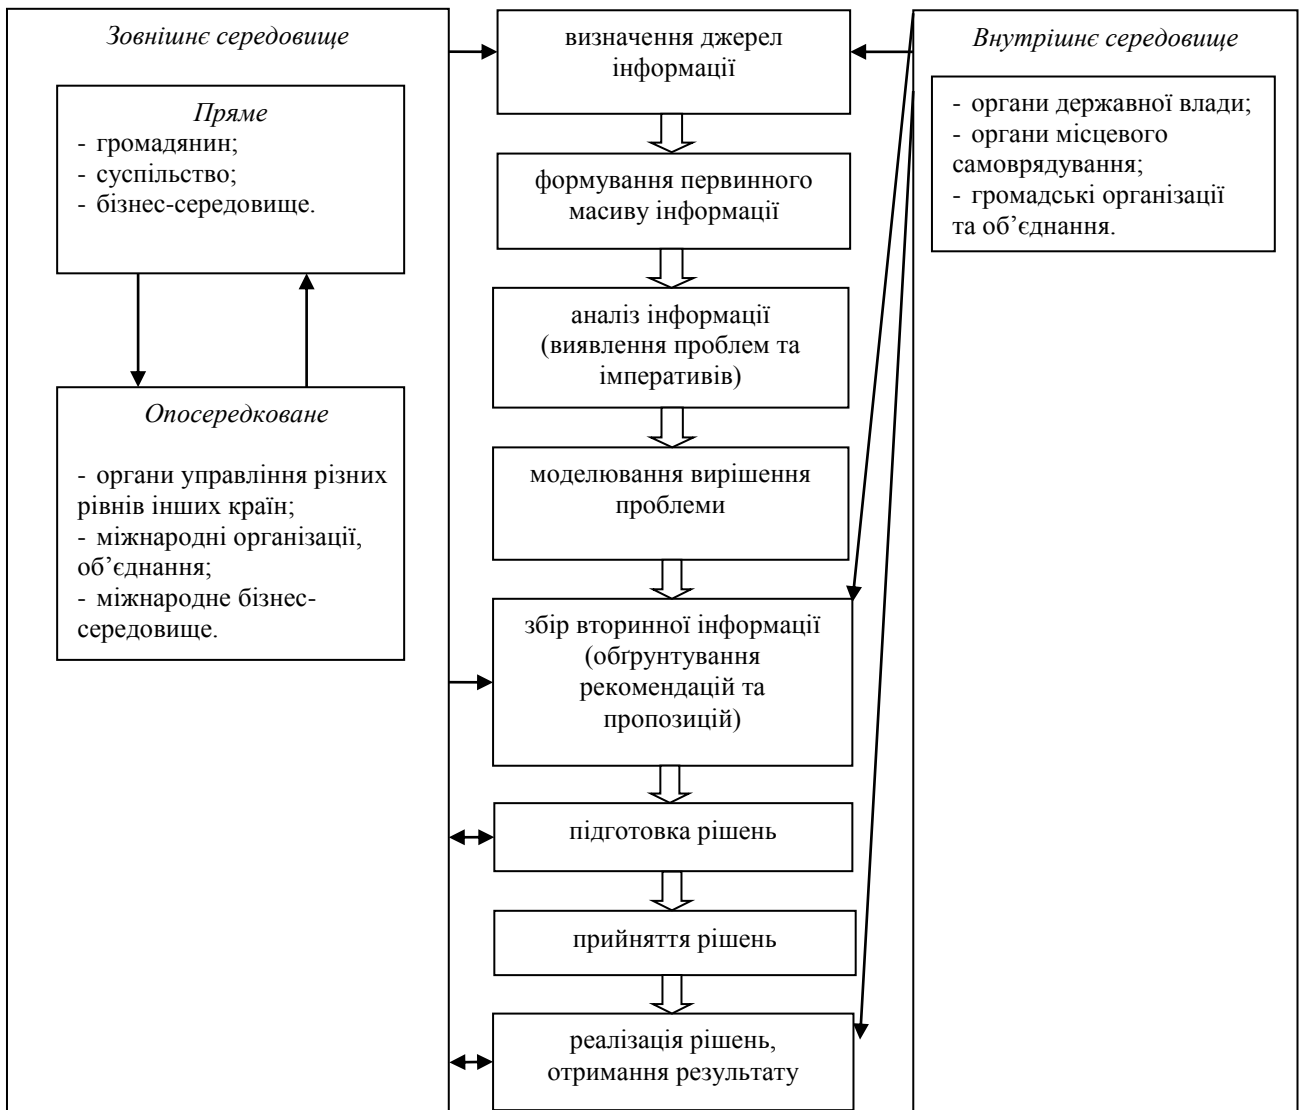 Зовнішнє середовище
Пряме
- громадянин;
- суспільство;
- бізнес-середовище.
Опосередковане
- органи управління різних
рівнів інших країн;
- міжнародні організації,
об’єднання;
- міжнародне бізнес-
середовище.
визначення джерел
інформації
формування первинного
масиву інформації
аналіз інформації
(виявлення проблем та
імперативів)
моделювання вирішення
проблеми
збір вторинної інформації
(обґрунтування
рекомендацій та
пропозицій)
підготовка рішень
прийняття рішень
реалізація рішень,
отримання результату
Внутрішнє середовище
- органи державної влади;
- органи місцевого
самоврядування;
- громадські організації
та об’єднання.